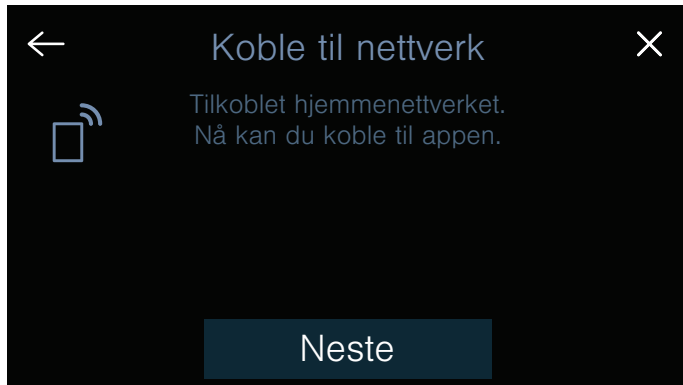 Koble til nettverk
Tilkoblet hjemmenettverket.
Nå kan du koble til appen.
Neste